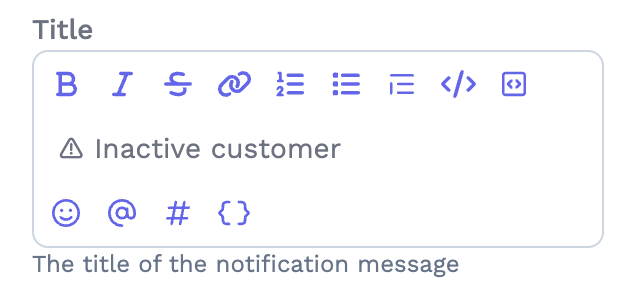 Title
⚠ Inactive customer
The title of the notification message